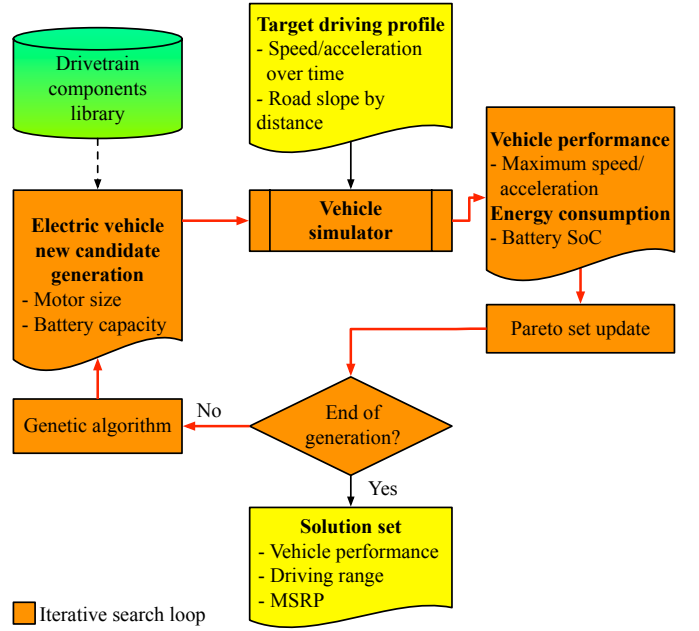 Drivetrain
components
library
Target driving profile
- Speed/acceleration
over time
- Road slope by
distance
Electric vehicle
new candidate
generation
- Motor size
- Battery capacity
Vehicle
simulator
Vehicle performance
- Maximum speed/
acceleration
Energy consumption
- Battery SoC
Pareto set update
End of
generation?
No
Genetic algorithm
Yes
Solution set
- Vehicle performance
- Driving range
- MSRP
Iterative search loop